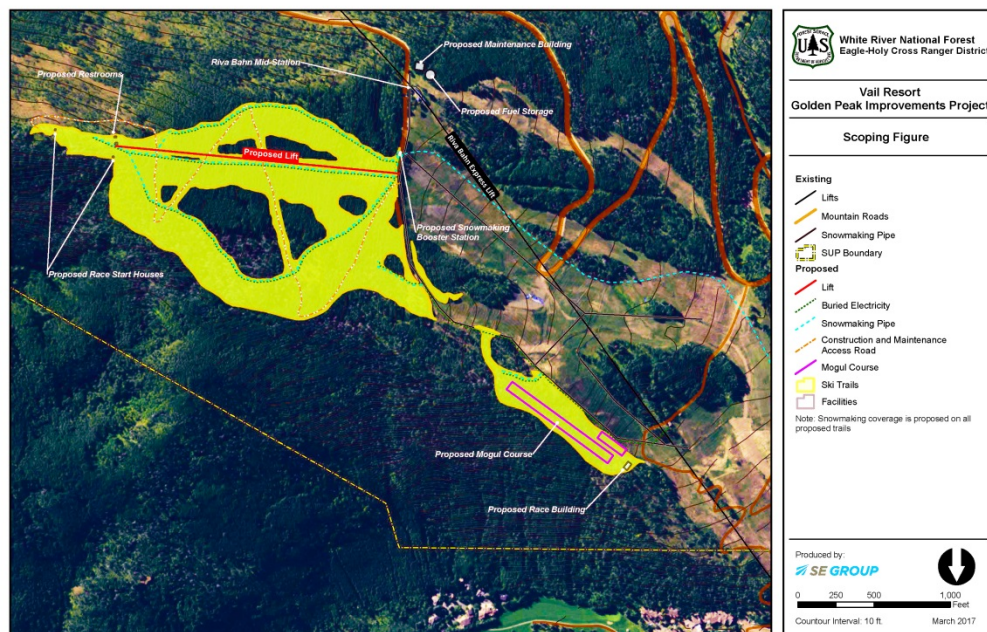 Proposed Maintenance Building
Riva Bahn Mid-Station
Proposed Restrooms
Proposed Fuel Storage
Proposed Lift
Riva Bahn Express Lift
Proposed Snowmaking
Booster Station
Proposed Race Start Houses
Proposed Mogul Course
Proposed Race Building
FOREST SERVICE
US
White River National Forest
Eagle-Holy Cross Ranger District
Vail Resort
Golden Peak Improvements Project
Scoping Figure
Existing
Lifts
Mountain Roads
Snowmaking Pipe
SUP Boundary
Proposed
Lift
Buried Electricity
Snowmaking Pipe
Construction and Maintenance
Access Road
Mogul Course
Ski Trails
Facilities
Note: Snowmaking coverage is proposed on all
proposed trails
Produced by:
SE GROUP
0 250 500 1,000
Feet
Countour Interval: 10 ft.
March 2017